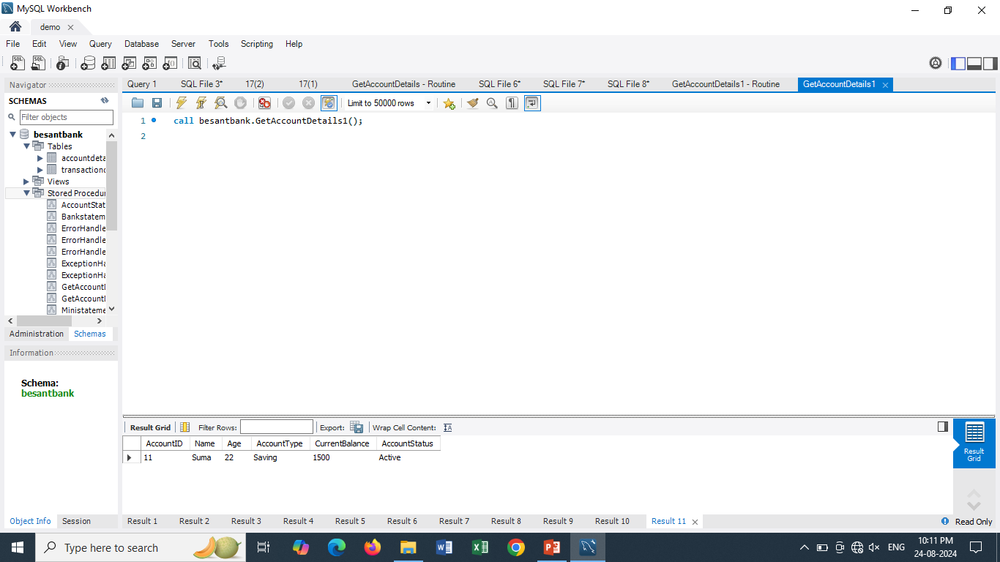 MySQL Workbench
demo
File Edit View Query Database Server Tools Scripting Help
Navigator
SCHEMAS
Filter objects
besantbank
Tables
accountdeta
transactiono
Views
Stored Procedur
AccountStat
Bankstatem
ErrorHandle
ErrorHandle
ErrorHandle
ExceptionHa
ExceptionHa
GetAccountD
GetAccountD
Ministateme
Administration Schemas
Information
Schema:
besantbank
Object Info Session
Query 1 SQL File 3* 17(2) 17(1) GetAccountDetails - Routine SQL File 6* SQL File 7* SQL File 8* GetAccountDetails1 - Routine GetAccountDetails1
Limit to 50000 rows
1 call besantbank.GetAccountDetails1();
2
Result Grid Filter Rows: Export: Wrap Cell Content:
AccountID Name Age AccountType CurrentBalance AccountStatus
11 Suma 22 Saving 1500 Active
Result
Grid
Result 1 Result 2 Result 3 Result 4 Result 5 Result 6 Result 7 Result 8 Result 9 Result 10 Result 11
Read Only
Type here to search
ENG
10:11 PM
24-08-2024